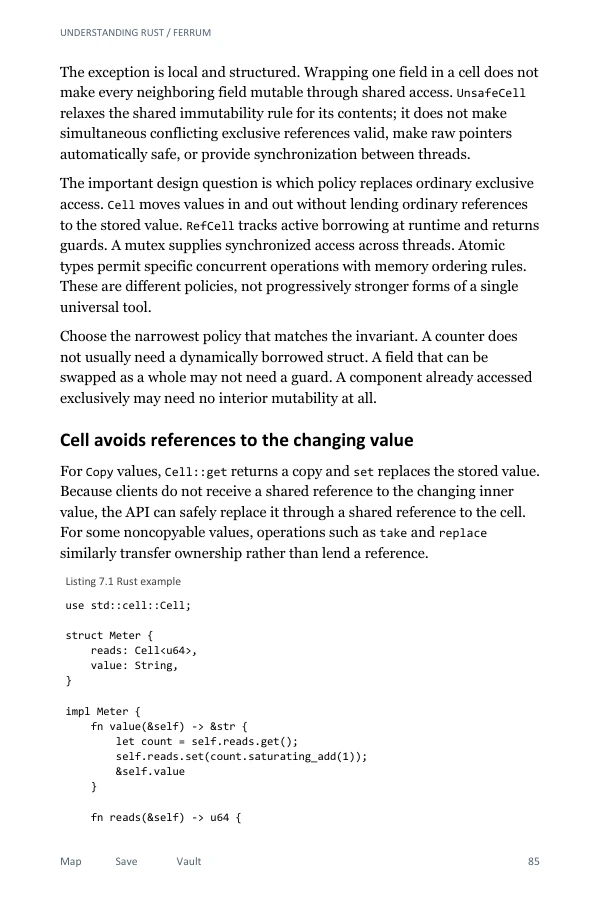 UNDERSTANDING RUST / FERRUM
The exception is local and structured. Wrapping one field in a cell does not
make every neighboring field mutable through shared access. UnsafeCell
relaxes the shared immutability rule for its contents; it does not make
simultaneous conflicting exclusive references valid, make raw pointers
automatically safe, or provide synchronization between threads.
The important design question is which policy replaces ordinary exclusive
access. Cell moves values in and out without lending ordinary references
to the stored value. RefCell tracks active borrowing at runtime and returns
guards. A mutex supplies synchronized access across threads. Atomic
types permit specific concurrent operations with memory ordering rules.
These are different policies, not progressively stronger forms of a single
universal tool.
Choose the narrowest policy that matches the invariant. A counter does
not usually need a dynamically borrowed struct. A field that can be
swapped as a whole may not need a guard. A component already accessed
exclusively may need no interior mutability at all.
Cell avoids references to the changing value
For Copy values, Cell::get returns a copy and set replaces the stored value.
Because clients do not receive a shared reference to the changing inner
value, the API can safely replace it through a shared reference to the cell.
For some noncopyable values, operations such as take and replace
similarly transfer ownership rather than lend a reference.
Listing 7.1 Rust example
use std::cell::Cell;
struct Meter {
    reads: Cell<u64>,
    value: String,
}
impl Meter {
    fn value(&self) -> &str {
        let count = self.reads.get();
        self.reads.set(count.saturating_add(1));
        &self.value
    }
    fn reads(&self) -> u64 {
Map Save Vault 85